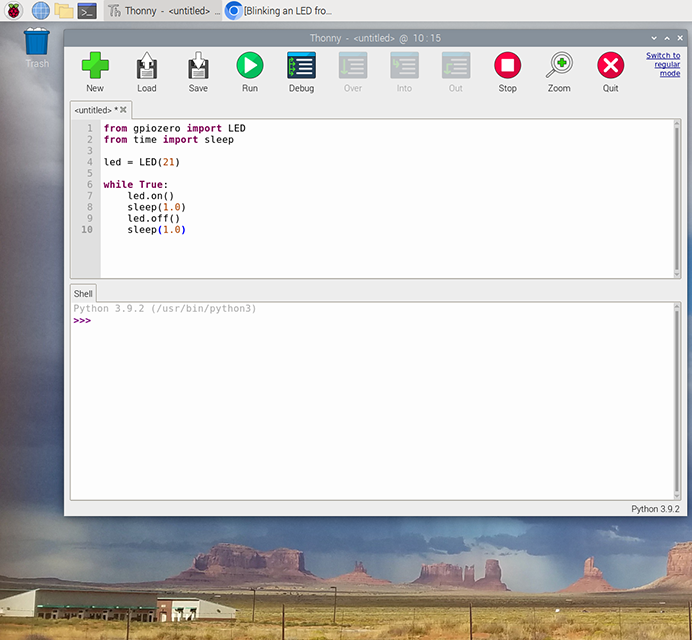 Thonny - <untitled> ...
[Blinking an LED fro...
Trash
Thonny - <untitled> @ 10 : 15
New
Load
Save
Run
Debug
Over
Into
Out
Stop
Zoom
Quit
Switch to
regular
mode
<untitled> *
1 from gpiozero import LED
2 from time import sleep
3
4 led = LED(21)
5
6 while True:
7     led.on()
8     sleep(1.0)
9     led.off()
10     sleep(1.0)
Shell
Python 3.9.2 (/usr/bin/python3)
>>>
Python 3.9.2